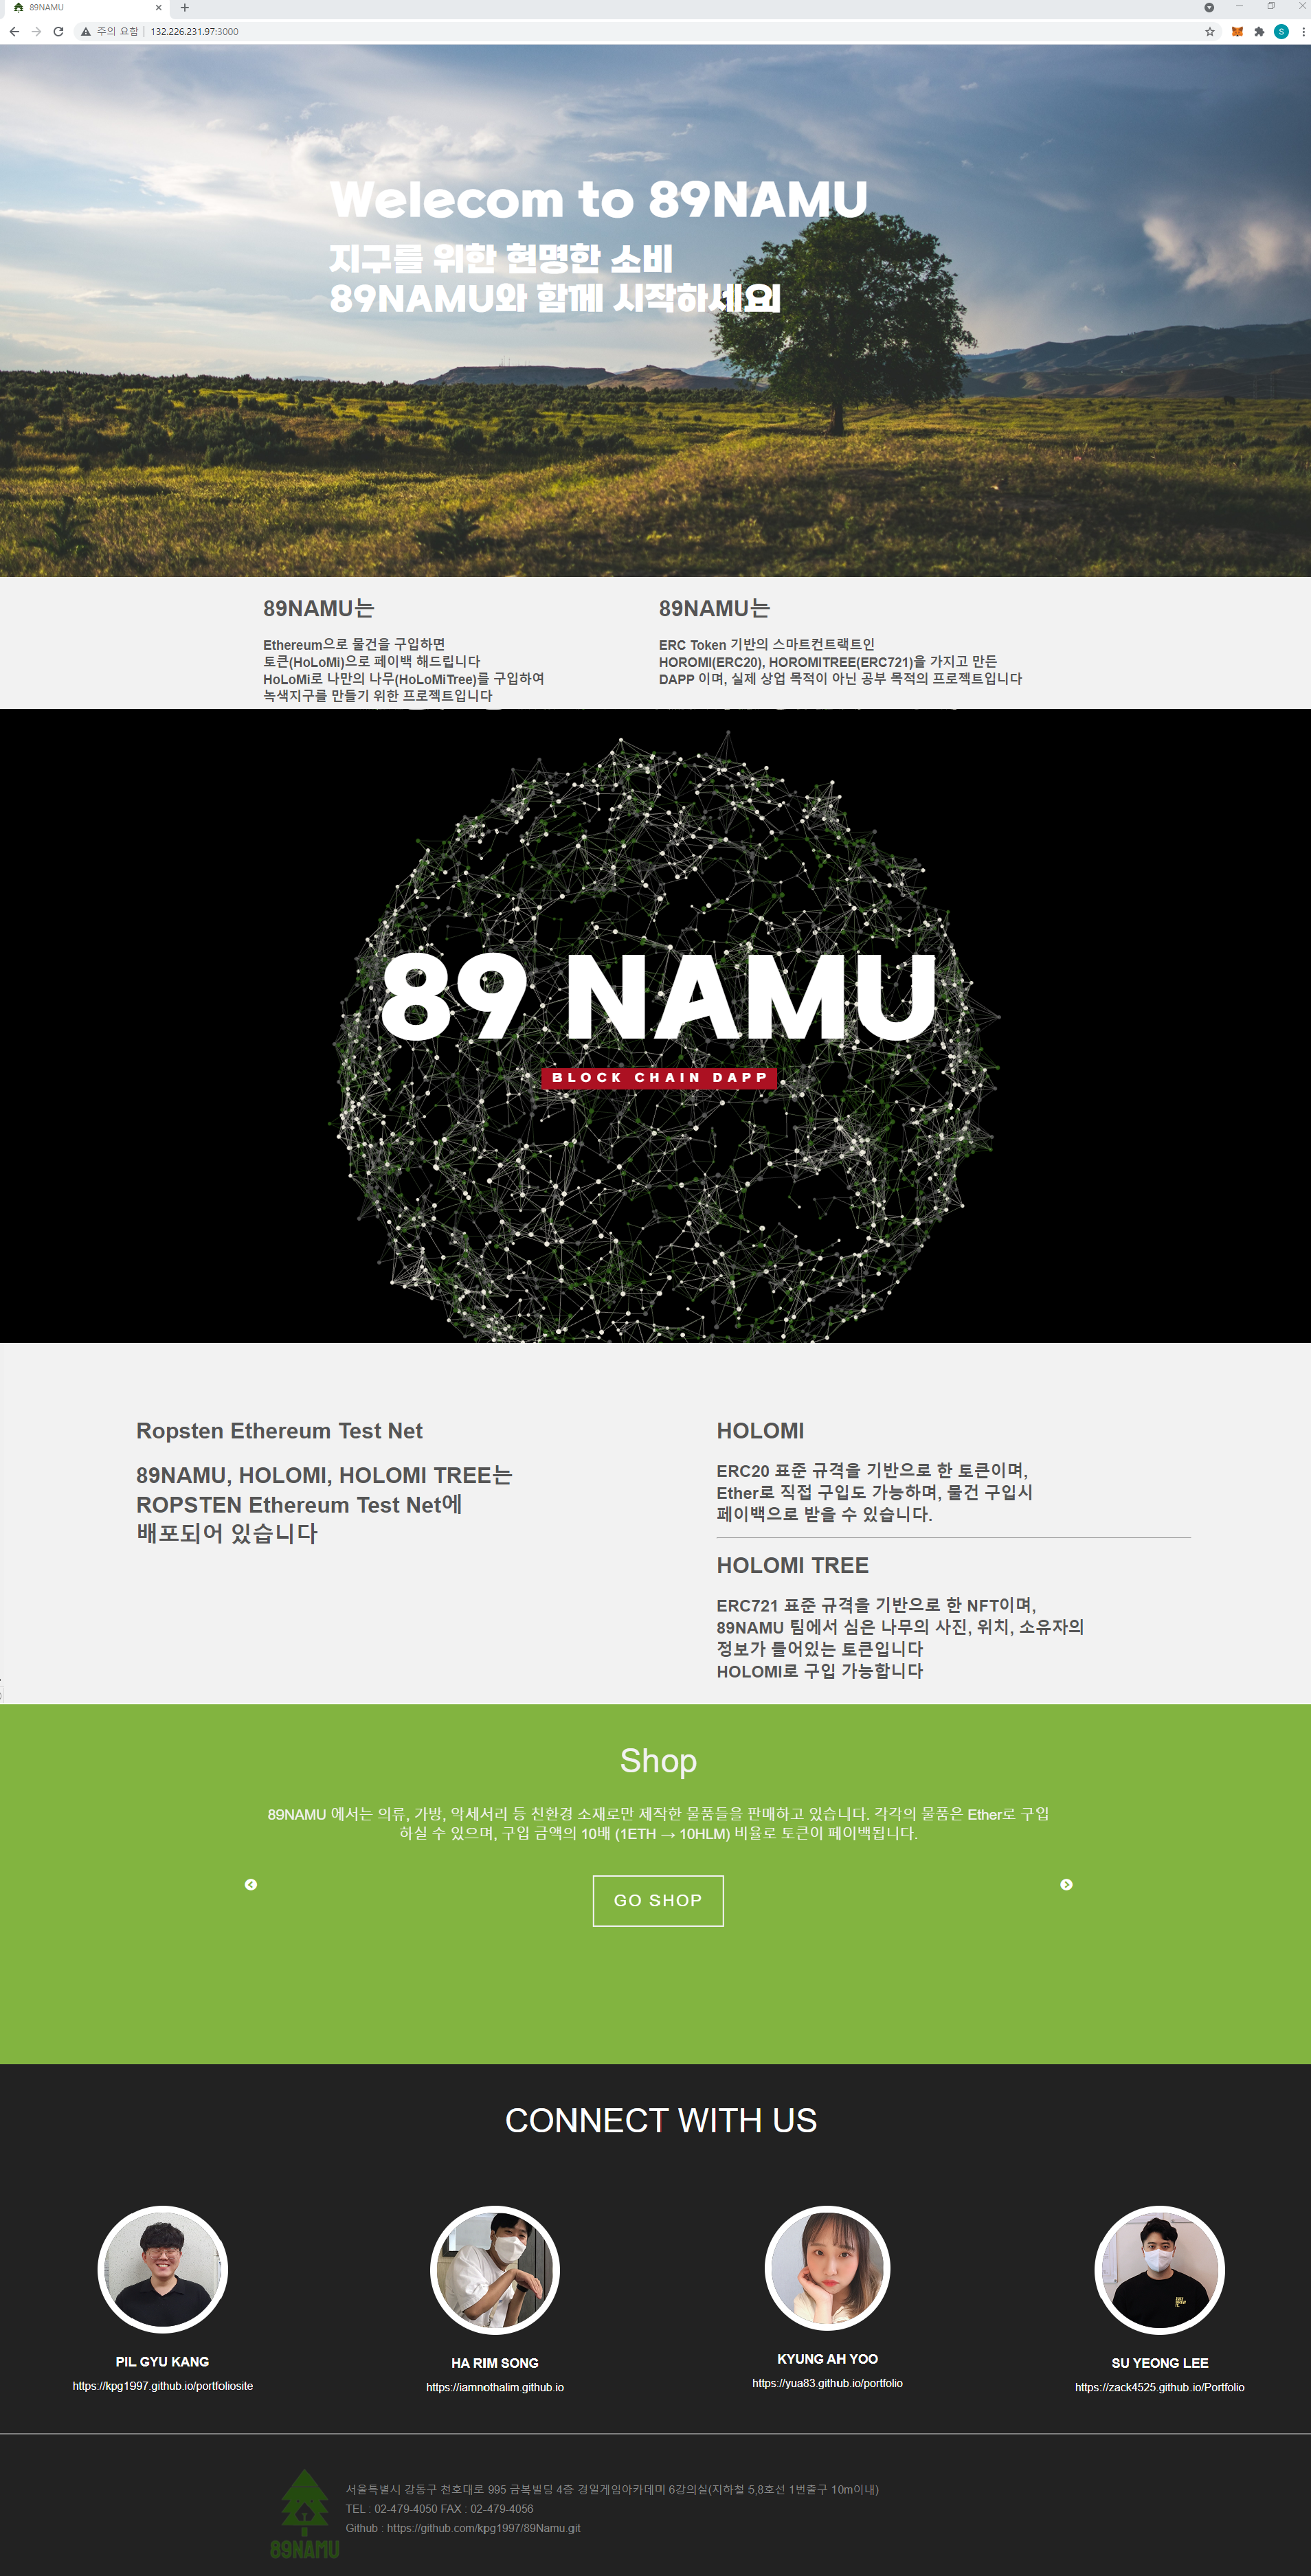 89NAMU
주의 요함 132.226.231.97:3000
S
Welecom to 89NAMU
지구를 위한 현명한 소비
89NAMU와 함께 시작하세요
89NAMU는
Ethereum으로 물건을 구입하면
토큰(HoLoMi)으로 페이백 해드립니다
HoLoMi로 나만의 나무(HoLoMiTree)를 구입하여
녹색지구를 만들기 위한 프로젝트입니다
89NAMU는
ERC Token 기반의 스마트컨트랙트인
HOROMI(ERC20), HOROMITREE(ERC721)을 가지고 만든
DAPP 이며, 실제 상업 목적이 아닌 공부 목적의 프로젝트입니다
89 NAMU
BLOCK CHAIN DAPP
Ropsten Ethereum Test Net
89NAMU, HOLOMI, HOLOMI TREE는
ROPSTEN Ethereum Test Net에
배포되어 있습니다
HOLOMI
ERC20 표준 규격을 기반으로 한 토큰이며,
Ether로 직접 구입도 가능하며, 물건 구입시
페이백으로 받을 수 있습니다.
HOLOMI TREE
ERC721 표준 규격을 기반으로 한 NFT이며,
89NAMU 팀에서 심은 나무의 사진, 위치, 소유자의
정보가 들어있는 토큰입니다
HOLOMI로 구입 가능합니다
Shop
89NAMU 에서는 의류, 가방, 악세서리 등 친환경 소재로만 제작한 물품들을 판매하고 있습니다. 각각의 물품은 Ether로 구입
하실 수 있으며, 구입 금액의 10배 (1ETH → 10HLM) 비율로 토큰이 페이벡됩니다.
GO SHOP
CONNECT WITH US
PIL GYU KANG
https://kpg1997.github.io/portfoliosite
HA RIM SONG
https://iamnothalim.github.io
KYUNG AH YOO
https://yua83.github.io/portfolio
SU YEONG LEE
https://zack4525.github.io/Portfolio
서울특별시 강동구 천호대로 995 금복빌딩 4층 경일게임아카데미 6강의실(지하철 5,8호선 1번출구 10m이내)
TEL : 02-479-4050 FAX : 02-479-4056
Github : https://github.com/kpg1997/89Namu.git
89NAMU